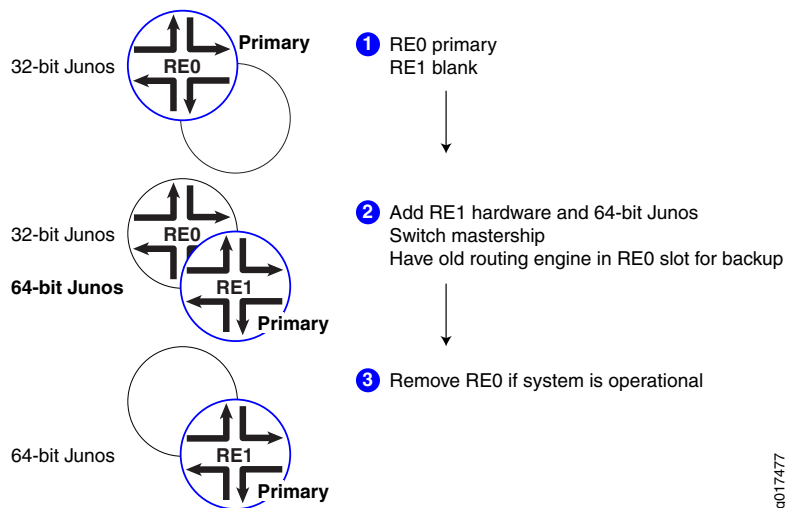 Primary
32-bit Junos
RE0
1 RE0 primary
RE1 blank
32-bit Junos
RE0
64-bit Junos
RE1
Primary
2 Add RE1 hardware and 64-bit Junos
Switch mastership
Have old routing engine in RE0 slot for backup
3 Remove RE0 if system is operational
64-bit Junos
RE1
Primary
g017477